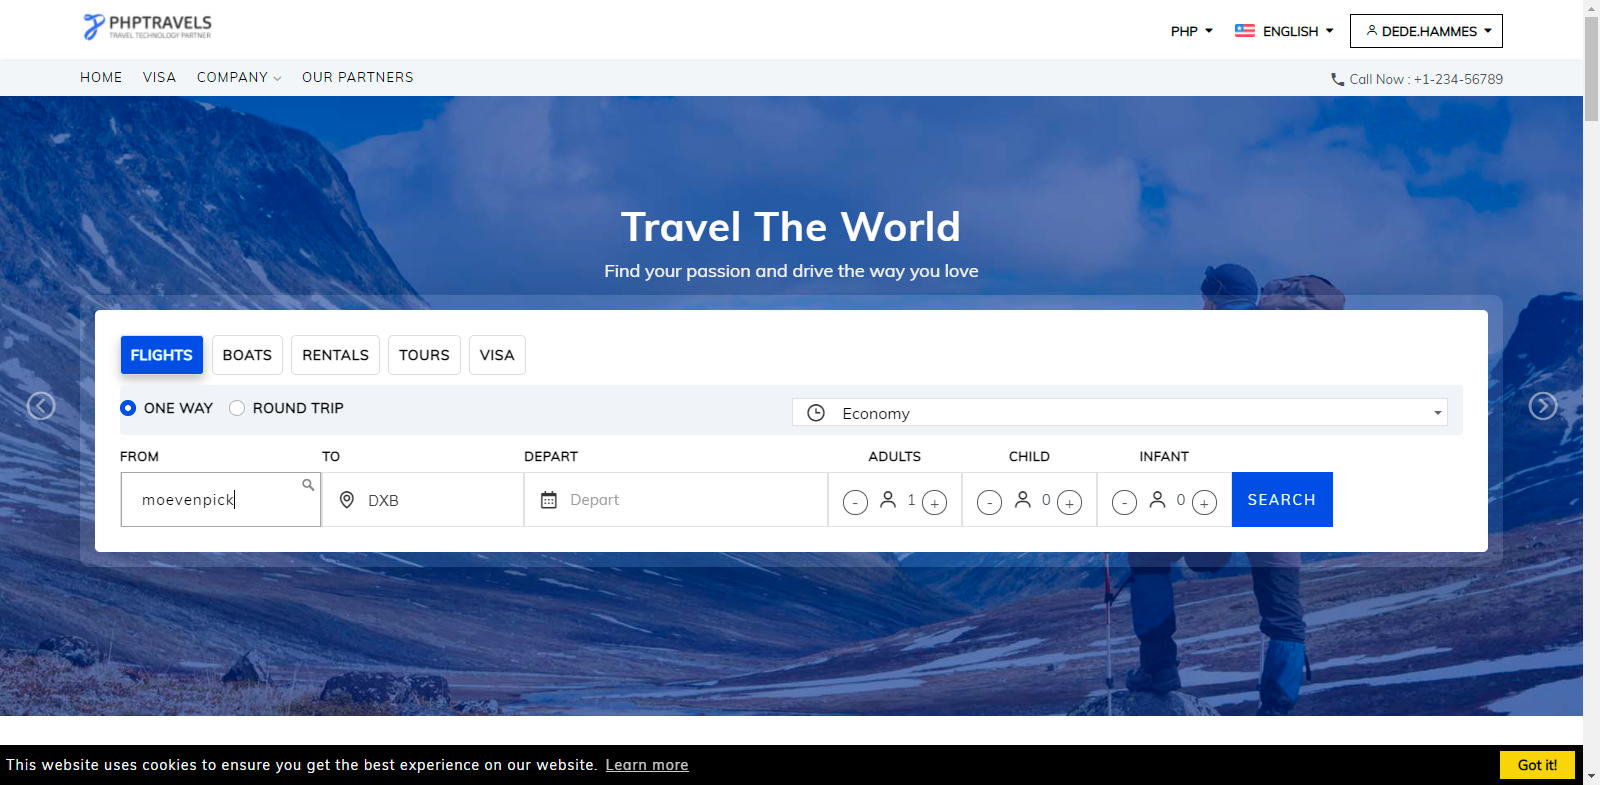 PHPTRAVELS
TRAVEL TECHNOLOGY PARTNER
PHP
ENGLISH
DEDE.HAMMES
HOME VISA COMPANY OUR PARTNERS
Call Now : +1-234-56789
Travel The World
Find your passion and drive the way you love
FLIGHTS BOATS RENTALS TOURS VISA
ONE WAY ROUND TRIP Economy
FROM TO DEPART ADULTS CHILD INFANT
moevenpick DXB Depart - 1 + - 0 + - 0 + SEARCH
This website uses cookies to ensure you get the best experience on our website. Learn more Got it!